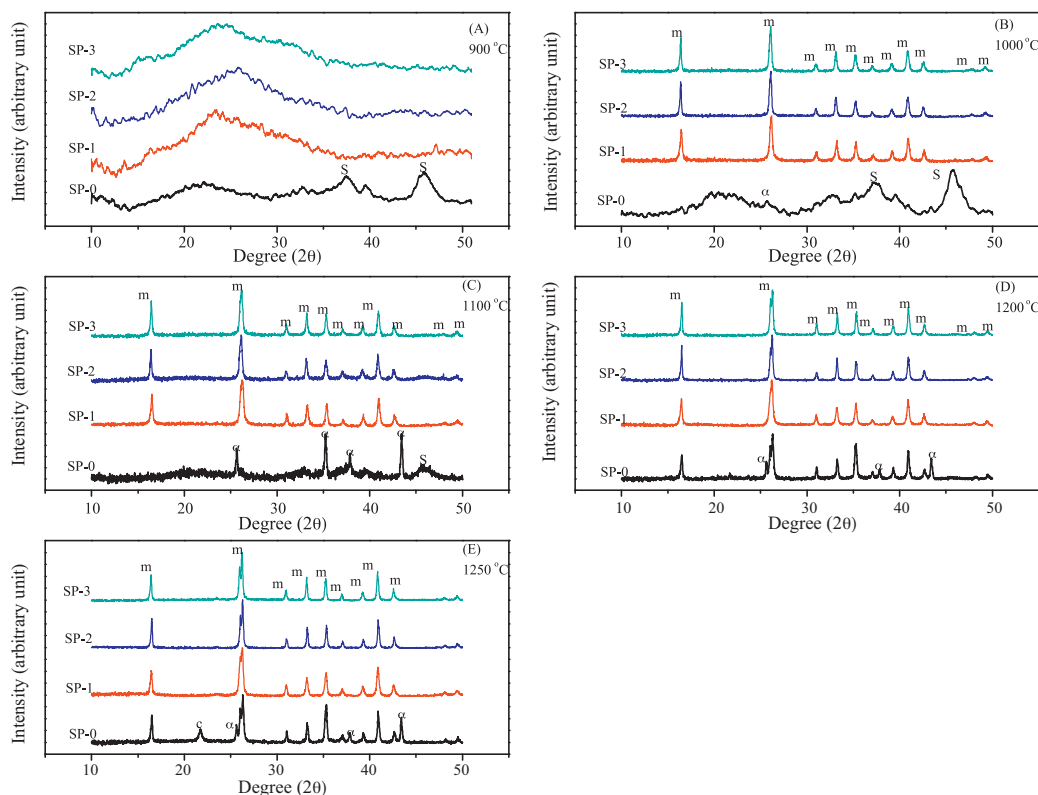 (A)
900 °C
SP-3
SP-2
SP-1
SP-0
S
S
Intensity (arbitrary unit)
10 20 30 40 50
Degree (2θ)
(B)
1000 °C
m m m m m m m m m m m
SP-3
SP-2
SP-1
SP-0
α
S
S
Intensity (arbitrary unit)
10 20 30 40 50
Degree (2θ)
(C)
1100 °C
m m m m m m m m m m
SP-3
SP-2
SP-1
SP-0
α α α α S
Intensity (arbitrary unit)
10 20 30 40 50
Degree (2θ)
(D)
1200 °C
m m m m m m m m m m m
SP-3
SP-2
SP-1
SP-0
α α α
Intensity (arbitrary unit)
10 20 30 40 50
Degree (2θ)
(E)
1250 °C
m m m m m m m m m
SP-3
SP-2
SP-1
SP-0
c α α α
Intensity (arbitrary unit)
10 20 30 40 50
Degree (2θ)